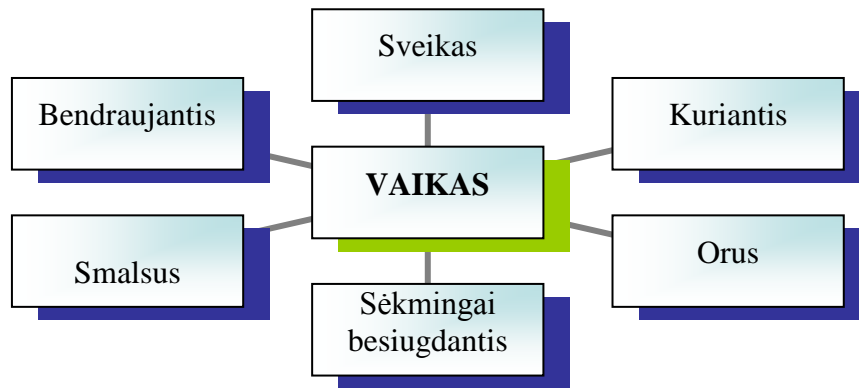 Sveikas
Bendraujantis
Kuriantis
VAIKAS
Smalsus
Orus
Sėkmingai
besiugdantis